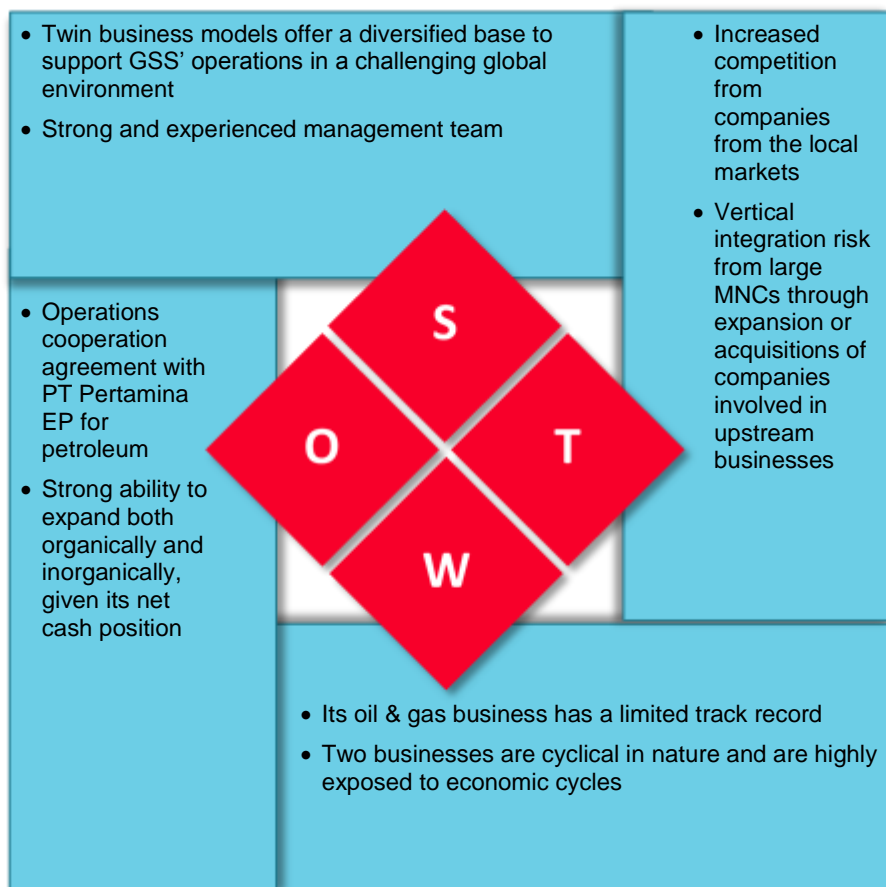 • Twin business models offer a diversified base to
support GSS' operations in a challenging global
environment
• Strong and experienced management team
• Increased
competition
from
companies
from the local
markets
• Vertical
integration risk
from large
MNCs through
expansion or
acquisitions of
companies
involved in
upstream
businesses
• Operations
cooperation
agreement with
PT Pertamina
EP for
petroleum
• Strong ability to
expand both
organically and
inorganically,
given its net
cash position
S
O
T
W
• Its oil & gas business has a limited track record
• Two businesses are cyclical in nature and are highly
exposed to economic cycles